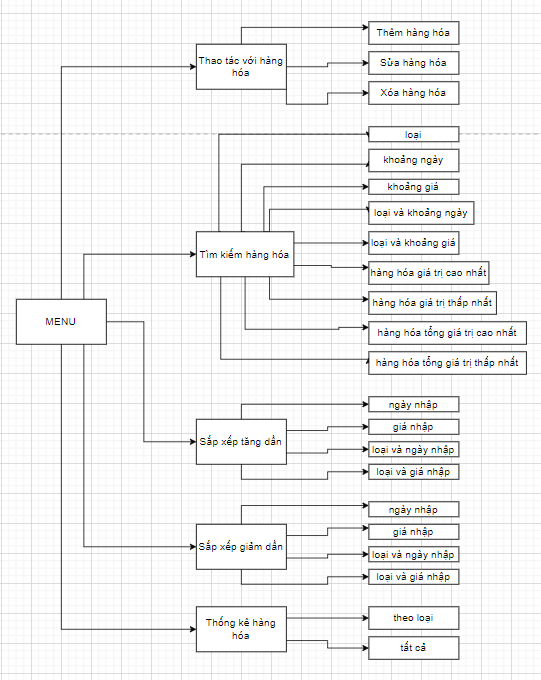 MENU
Thao tác với hàng
hóa
Thêm hàng hóa
Sửa hàng hóa
Xóa hàng hóa
Tìm kiếm hàng hóa
loại
khoảng ngày
khoảng giá
loại và khoảng ngày
loại và khoảng giá
hàng hóa giá trị cao nhất
hàng hóa giá trị thấp nhất
hàng hóa tổng giá trị cao nhất
hàng hóa tổng giá trị thấp nhất
Sắp xếp tăng dần
ngày nhập
giá nhập
loại và ngày nhập
loại và giá nhập
Sắp xếp giảm dần
ngày nhập
giá nhập
loại và ngày nhập
loại và giá nhập
Thống kê hàng
hóa
theo loại
tất cả